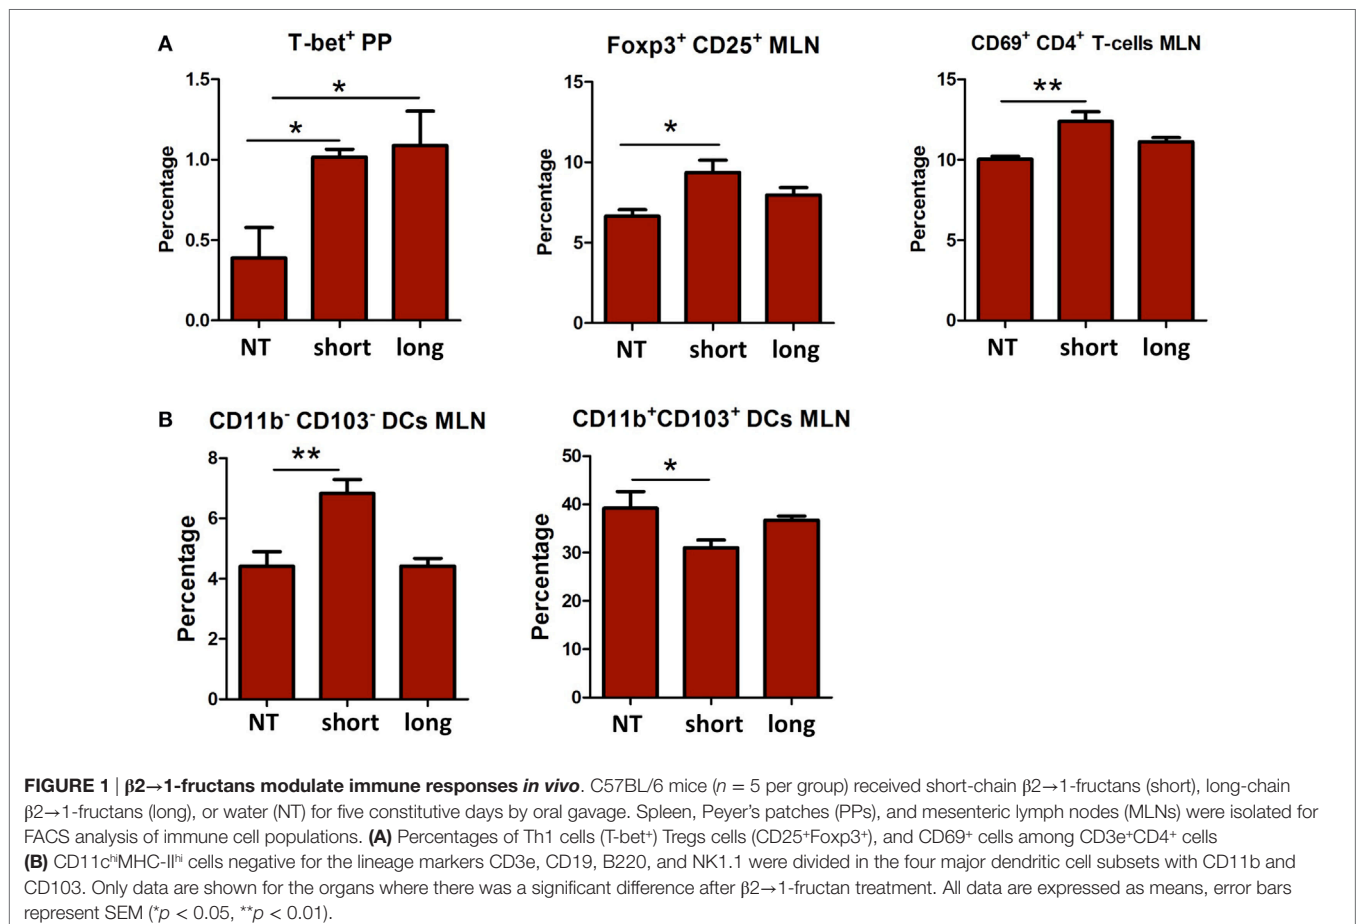 A
T-bet⁺ PP
Percentage
1.5
1.0
0.5
0.0
*
*
NT short long
Foxp3⁺ CD25⁺ MLN
Percentage
15
10
5
0
*
NT short long
CD69⁺ CD4⁺ T-cells MLN
Percentage
15
10
5
0
**
NT short long
B
CD11b⁻ CD103⁻ DCs MLN
Percentage
8
6
4
2
0
**
NT short long
CD11b⁺CD103⁺ DCs MLN
Percentage
50
40
30
20
10
0
*
NT short long
FIGURE 1 | β2→1-fructans modulate immune responses in vivo. C57BL/6 mice (n = 5 per group) received short-chain β2→1-fructans (short), long-chain
β2→1-fructans (long), or water (NT) for five constitutive days by oral gavage. Spleen, Peyer's patches (PPs), and mesenteric lymph nodes (MLNs) were isolated for
FACS analysis of immune cell populations. (A) Percentages of Th1 cells (T-bet⁺) Tregs cells (CD25⁺Foxp3⁺), and CD69⁺ cells among CD3e⁺CD4⁺ cells
(B) CD11cʰⁱMHC-IIʰⁱ cells negative for the lineage markers CD3e, CD19, B220, and NK1.1 were divided in the four major dendritic cell subsets with CD11b and
CD103. Only data are shown for the organs where there was a significant difference after β2→1-fructan treatment. All data are expressed as means, error bars
represent SEM (*p < 0.05, **p < 0.01).